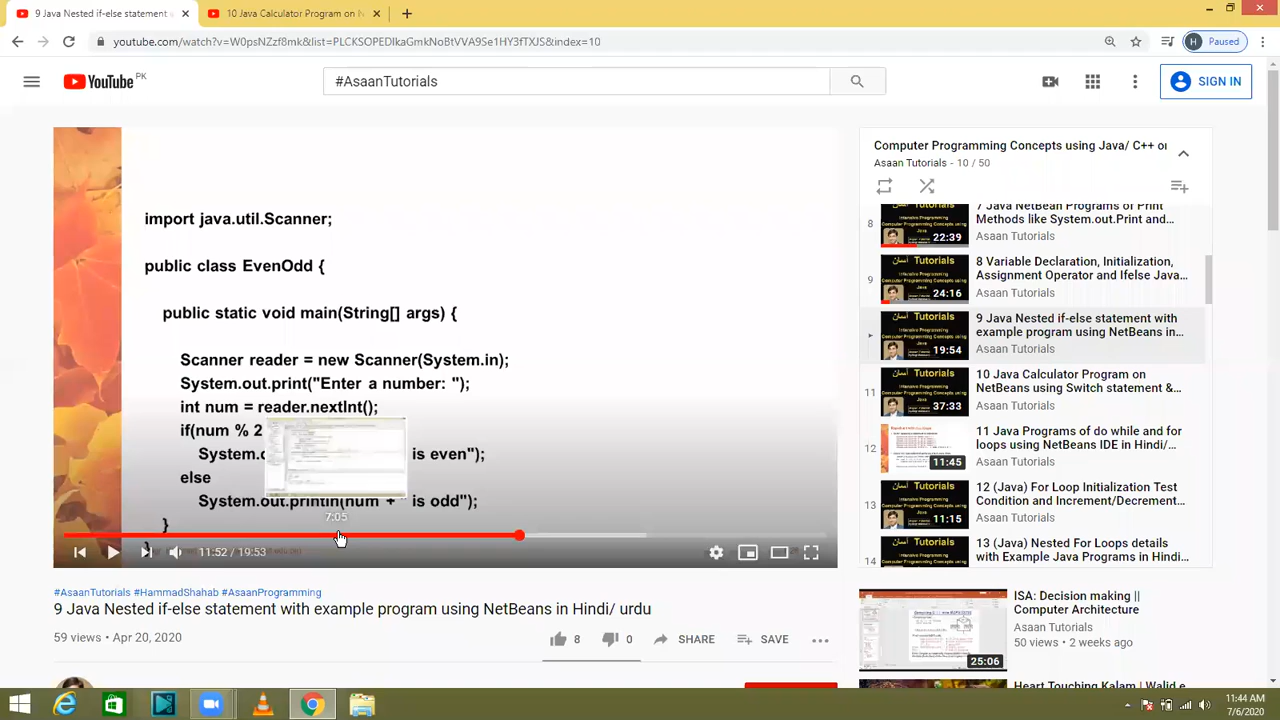 9 Java Nested if-else statement
10 Java Calculator Program on N
youtube.com/watch?v=W0psNZzf8mk&list=PLCKSOPEDlkaGmkNoBtVVA9Se1HY3fTXJS&index=10
H Paused
YouTube PK
#AsaanTutorials
SIGN IN
import util.Scanner;
public class EvenOdd {
public static void main(String[] args) {
Scanner reader = new Scanner(System.in);
System.out.print("Enter a number: ");
= reader.nextInt();
if(num % 2
System. is even");
else
System.out.println(num + is odd");
}
7:05
11:52 / 19:53
Computer Programming Concepts using Java/ C++ or
Asaan Tutorials - 10 / 50
8
22:39
7 Java NetBean Programs of Print
Methods like System.out.Print and...
Asaan Tutorials
9
24:16
8 Variable Declaration, Initialization,
Assignment Operator and Ifelse Jav...
Asaan Tutorials
19:54
9 Java Nested if-else statement with
example program using NetBeans in...
Asaan Tutorials
11
37:33
10 Java Calculator Program on
NetBeans using Switch statement &...
Asaan Tutorials
12
11:45
11 Java Programs of do while and for
loops using NetBeans IDE in Hindi/...
Asaan Tutorials
13
11:15
12 (Java) For Loop Initialization Test
Condition and Increment/Decrement...
Asaan Tutorials
14
13 (Java) Nested For Loops details
with Example Java Programs in Hindi...
#AsaanTutorials #HammadShahab #AsaanProgramming
9 Java Nested if-else statement with example program using NetBeans in Hindi/ urdu
59 views • Apr 20, 2020
8
0
SHARE
SAVE
25:06
ISA: Decision making |
Computer Architecture
Asaan Tutorials
50 views • 2 weeks ago
11:44 AM
7/6/2020